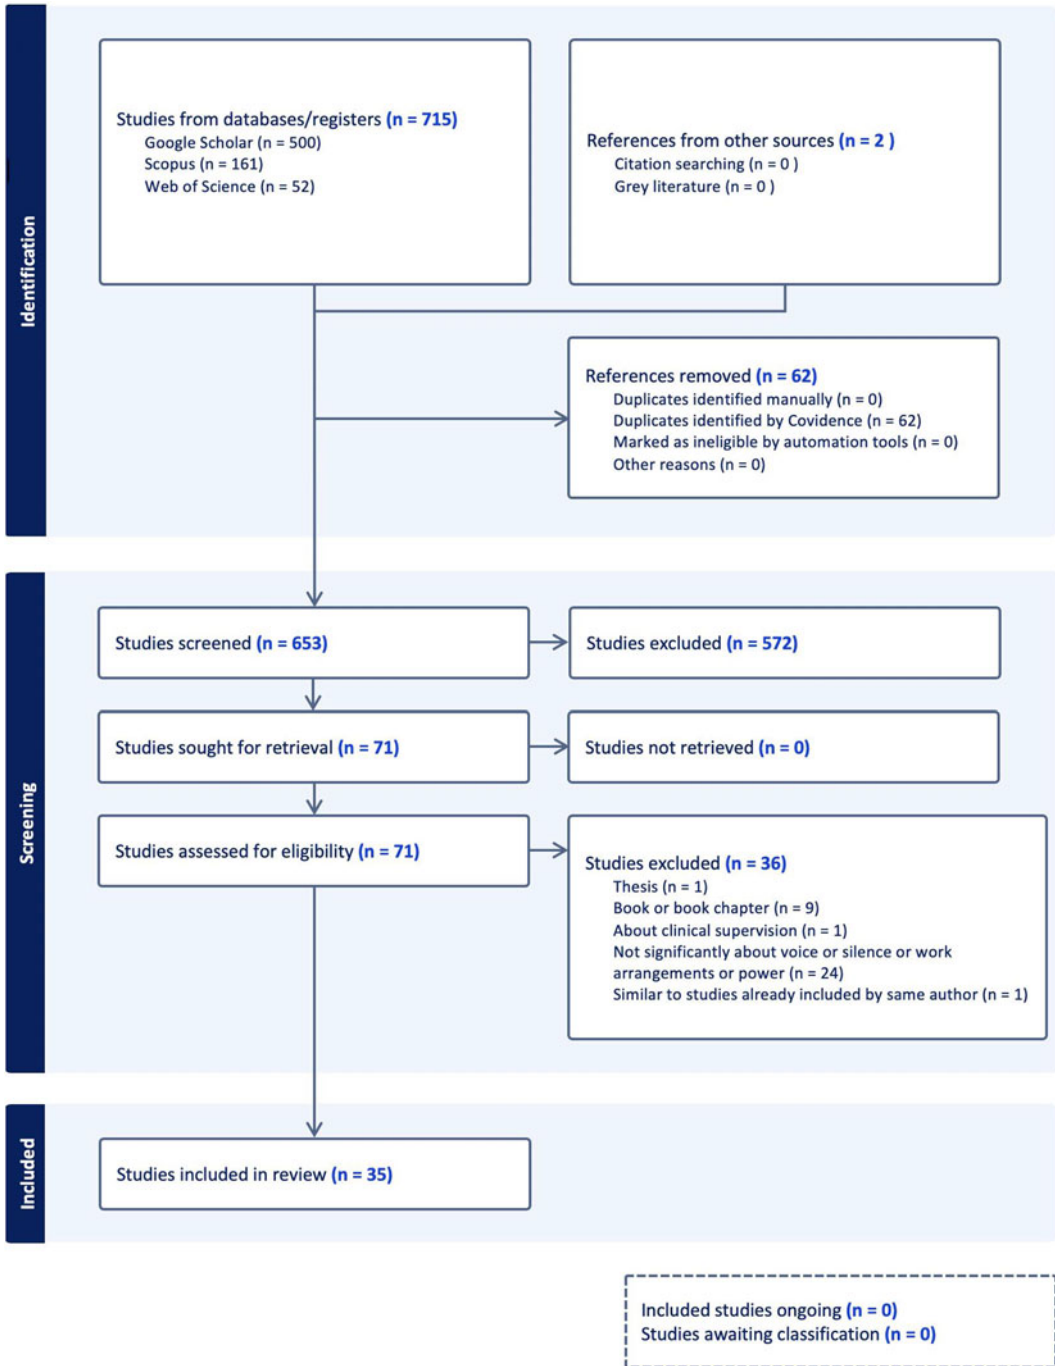 Identification
Studies from databases/registers (n = 715)
Google Scholar (n = 500)
Scopus (n = 161)
Web of Science (n = 52)
References from other sources (n = 2 )
Citation searching (n = 0 )
Grey literature (n = 0 )
References removed (n = 62)
Duplicates identified manually (n = 0)
Duplicates identified by Covidence (n = 62)
Marked as ineligible by automation tools (n = 0)
Other reasons (n = 0)
Screening
Studies screened (n = 653)
Studies excluded (n = 572)
Studies sought for retrieval (n = 71)
Studies not retrieved (n = 0)
Studies assessed for eligibility (n = 71)
Studies excluded (n = 36)
Thesis (n = 1)
Book or book chapter (n = 9)
About clinical supervision (n = 1)
Not significantly about voice or silence or work
arrangements or power (n = 24)
Similar to studies already included by same author (n = 1)
Included
Studies included in review (n = 35)
Included studies ongoing (n = 0)
Studies awaiting classification (n = 0)